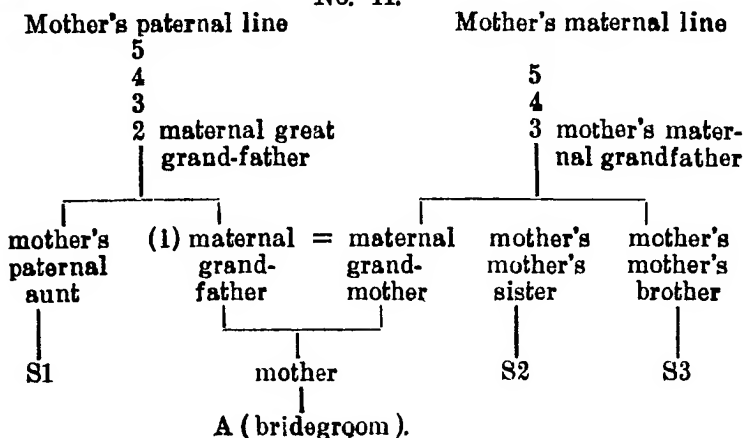 No. II.
Mother's paternal line Mother's maternal line
5
4 5
3 4
2 maternal great 3 mother's mater-
grand-father nal grandfather
mother's (1) maternal = maternal mother's mother's
paternal grand- grand- mother's mother's
aunt father mother sister brother
S1 mother S2 S3
A (bridegroom).